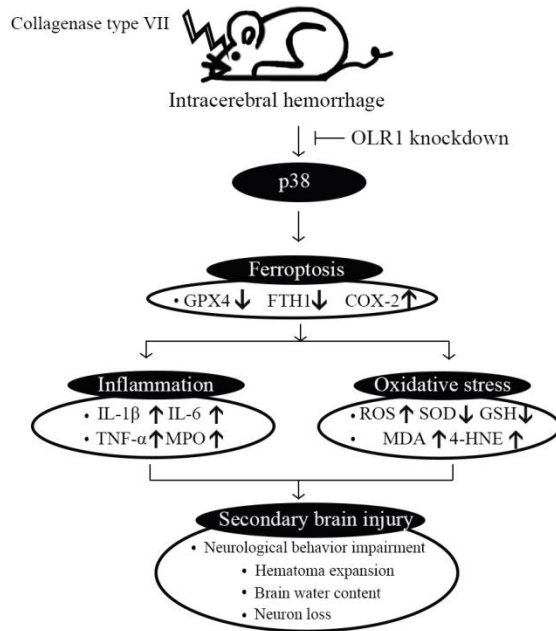 Collagenase type VII
Intracerebral hemorrhage
OLR1 knockdown
p38
Ferroptosis
• GPX4 ↓ FTH1 ↓ COX-2 ↑
Inflammation
• IL-1β ↑ IL-6 ↑
• TNF-α ↑ MPO ↑
Oxidative stress
• ROS ↑ SOD ↓ GSH ↓
• MDA ↑ 4-HNE ↑
Secondary brain injury
• Neurological behavior impairment
• Hematoma expansion
• Brain water content
• Neuron loss